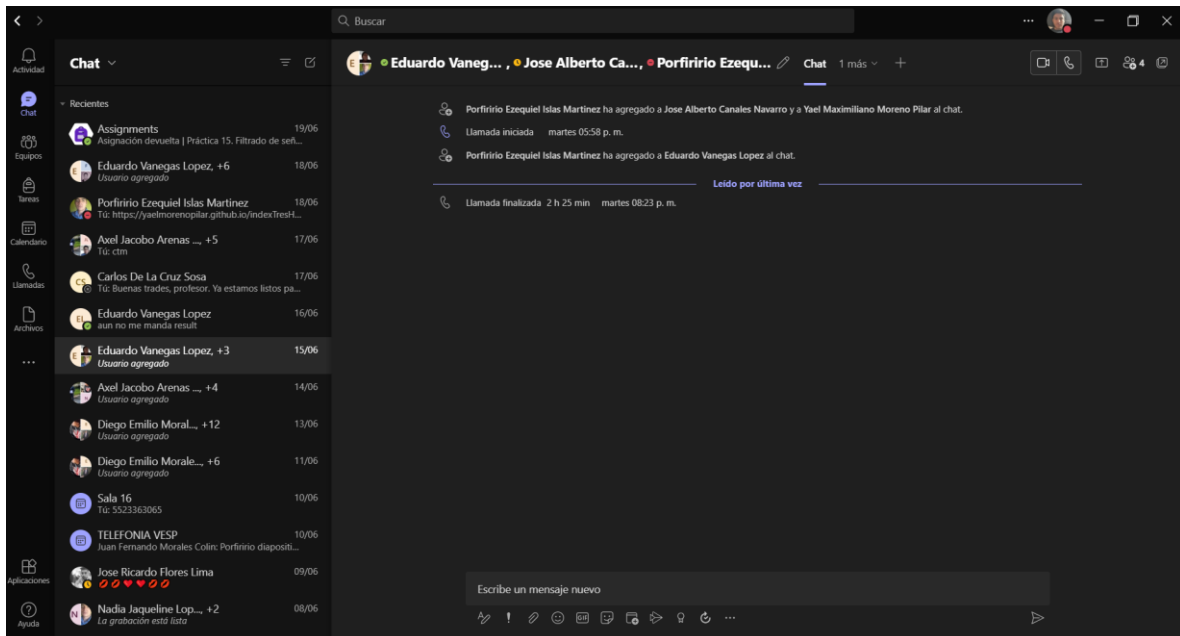 Buscar
Actividad
Chat
Equipos
Tareas
Calendario
Llamadas
Archivos
Aplicaciones
Ayuda
Chat
Recientes
Assignments 19/06
Asignación devuelta | Práctica 15. Filtrado de señ...
Eduardo Vanegas Lopez, +6 18/06
Usuario agregado
Porfiririo Ezequiel Islas Martinez 18/06
Tú: https://yaelmorenopilar.github.io/indexTresH...
Axel Jacobo Arenas ..., +5 17/06
Tú: ctm
CS
Carlos De La Cruz Sosa 17/06
Tú: Buenas trades, profesor. Ya estamos listos pa...
Eduardo Vanegas Lopez 16/06
aun no me manda result
Eduardo Vanegas Lopez, +3 15/06
Usuario agregado
Axel Jacobo Arenas ..., +4 14/06
Usuario agregado
Diego Emilio Moral..., +12 13/06
Usuario agregado
Diego Emilio Morale..., +6 11/06
Usuario agregado
Sala 16 10/06
Tú: 5523363065
TELEFONIA VESP 10/06
Juan Fernando Morales Colin: Porfiririo diapositi...
Jose Ricardo Flores Lima 09/06
Nadia Jaqueline Lop..., +2 08/06
La grabación está lista
Eduardo Vaneg... , Jose Alberto Ca..., Porfiririo Ezequ... Chat 1 más 4
Porfiririo Ezequiel Islas Martinez ha agregado a Jose Alberto Canales Navarro y a Yael Maximiliano Moreno Pilar al chat.
Llamada iniciada martes 05:58 p. m.
Porfiririo Ezequiel Islas Martinez ha agregado a Eduardo Vanegas Lopez al chat.
Leído por última vez
Llamada finalizada 2 h 25 min martes 08:23 p. m.
Escribe un mensaje nuevo
GIF